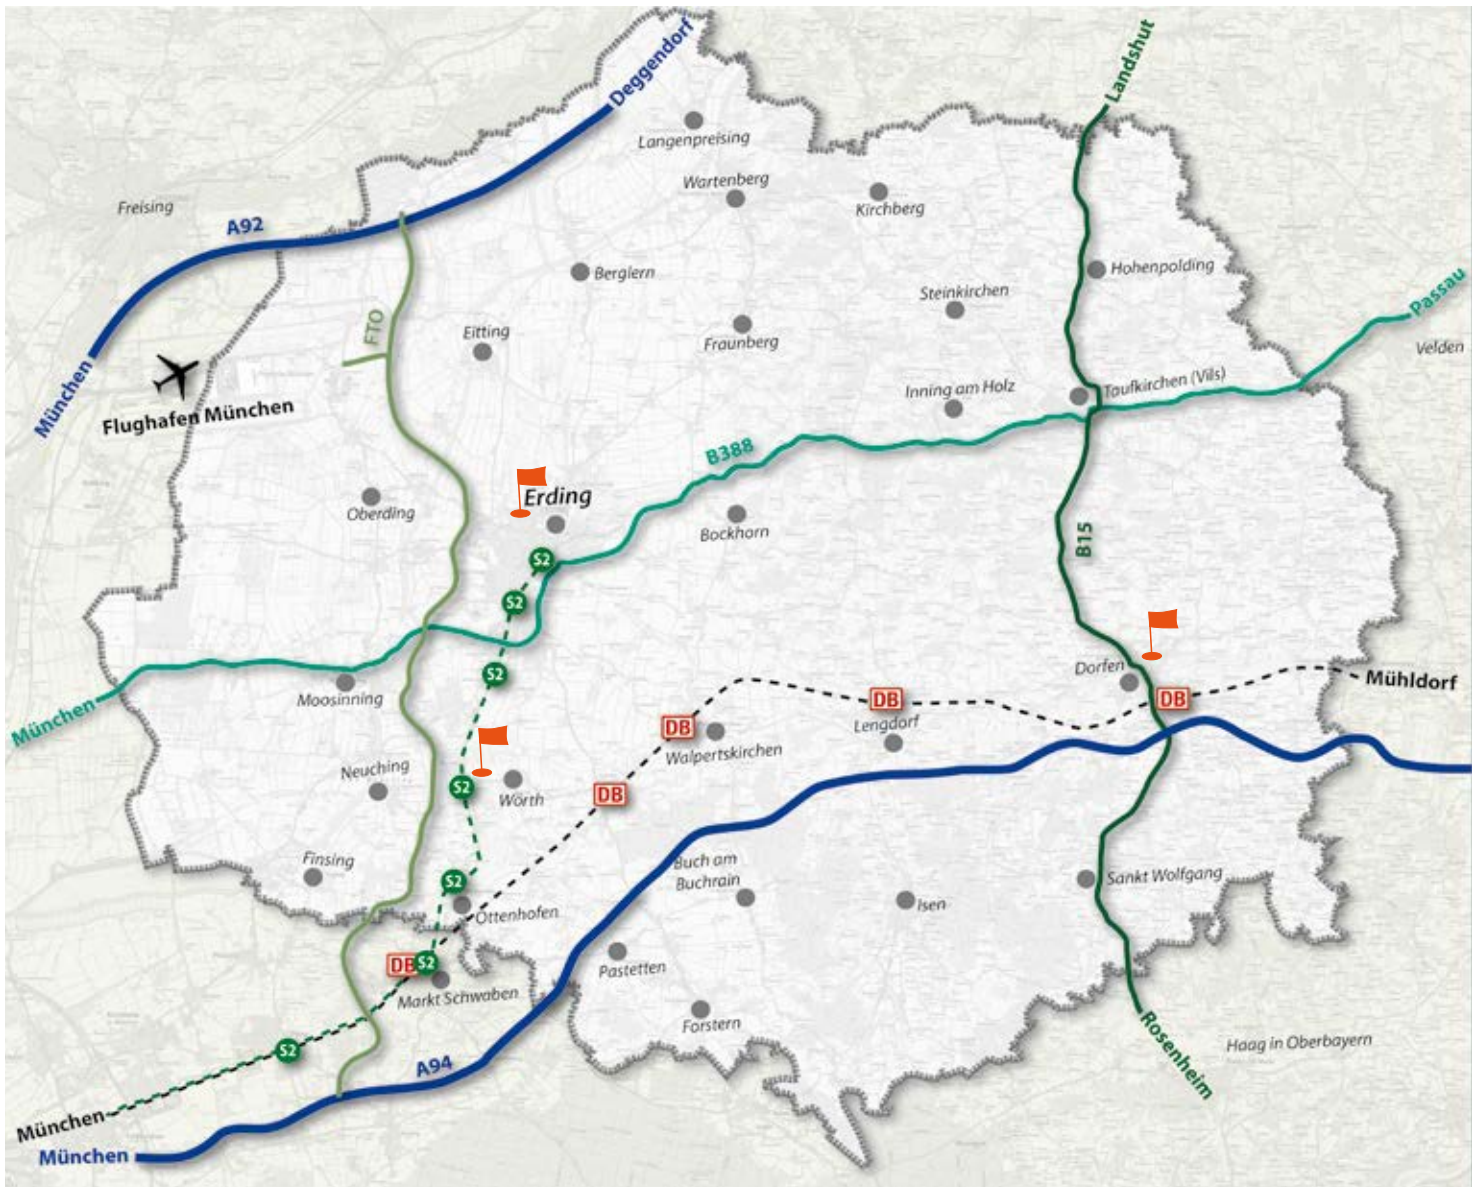 Deggendorf
Landshut
Langenpreising
Wartenberg
Kirchberg
Freising
A92
Berglern
Hohenpolding
Steinkirchen
Passau
FTO
Eitting
Fraunberg
Velden
München
Flughafen München
Inning am Holz
Taufkirchen (Vils)
B388
Erding
Oberding
Bockhorn
B15
S2
S2
Dorfen
S2
Moosinning
München
Mühldorf
DB
DB
Lengdorf
DB
Walpertskirchen
Neuching
S2
Wörth
DB
Finsing
Buch am
Buchrain
Sankt Wolfgang
S2
Ottenhofen
Isen
DB
S2
Markt Schwaben
Pastetten
Forstern
S2
A94
Rosenheim
Haag in Oberbayern
München
München